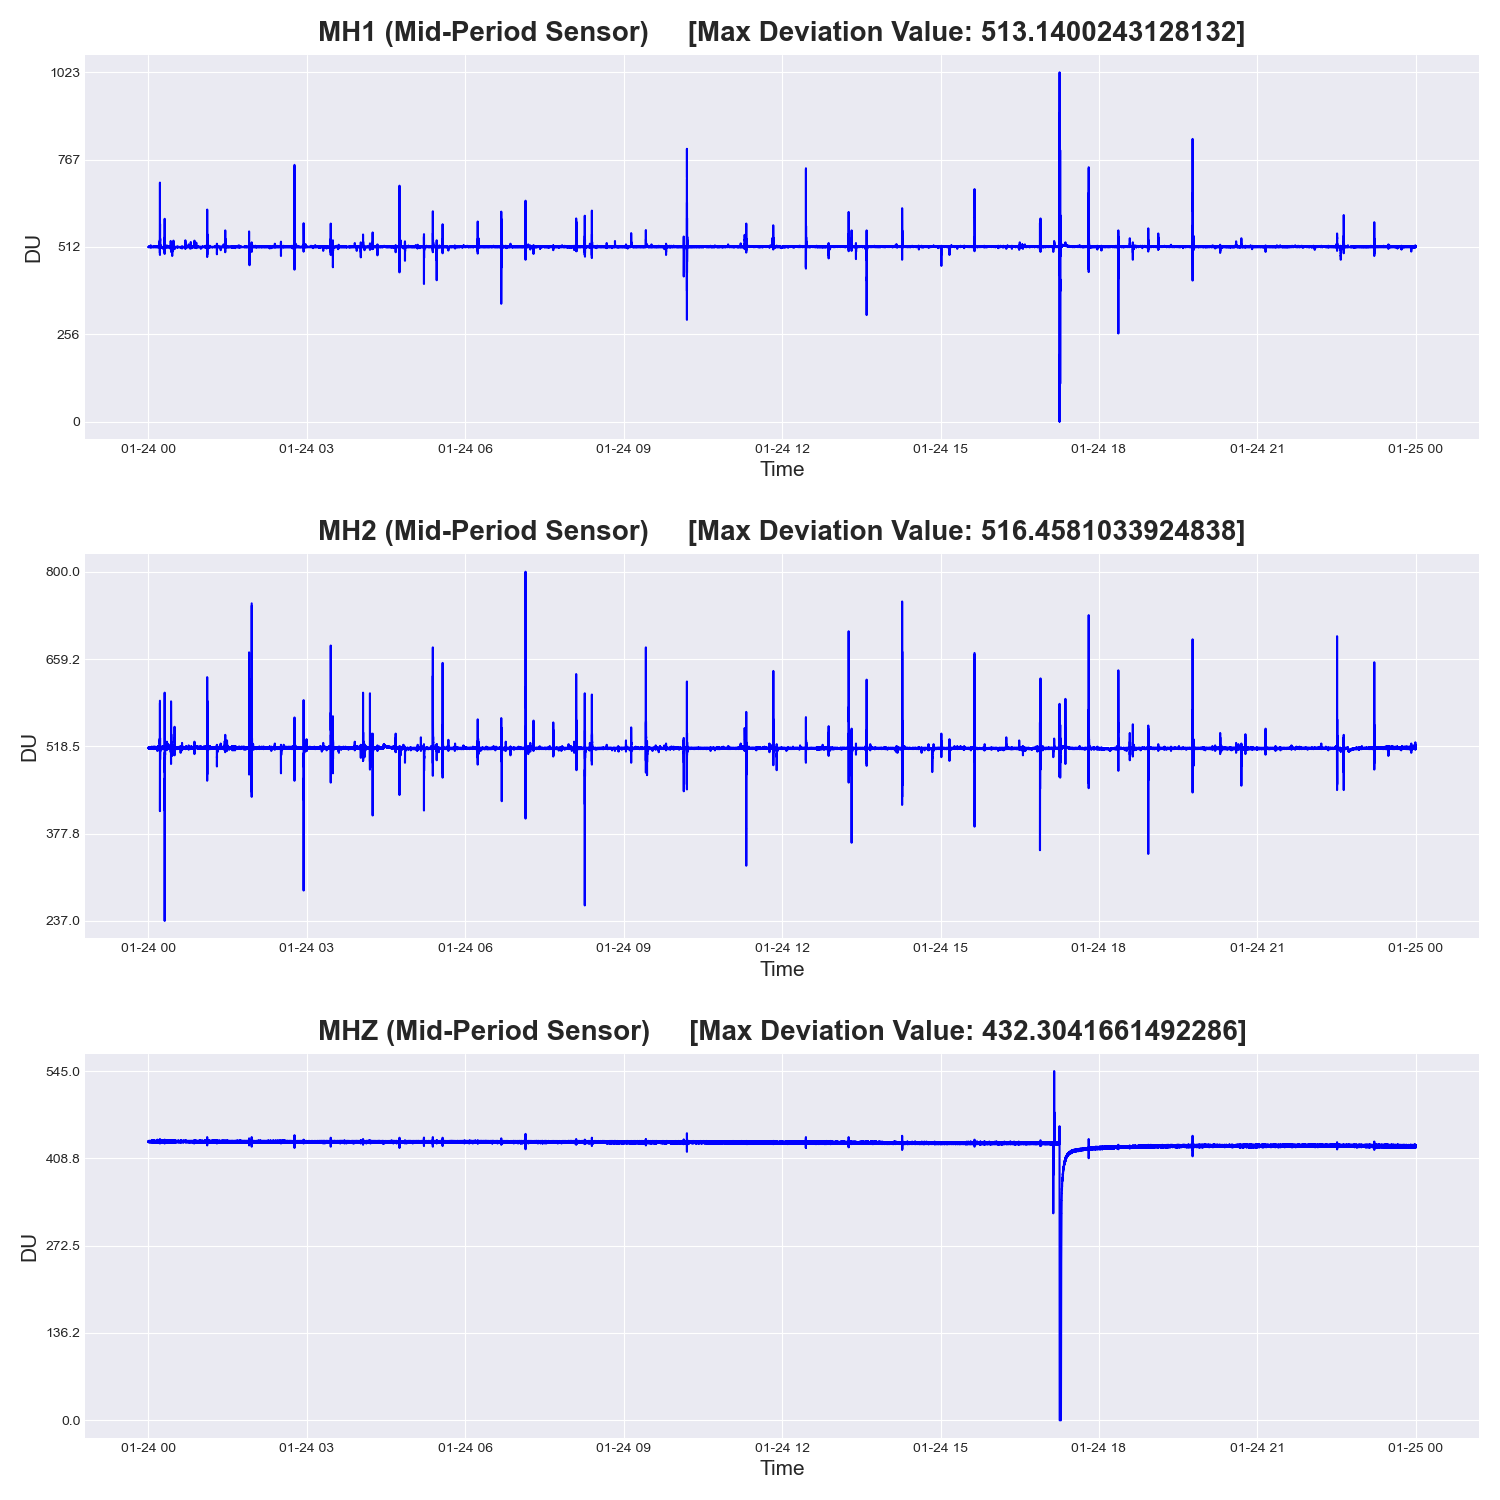 MH1 (Mid-Period Sensor) [Max Deviation Value: 513.1400243128132]
1023
767
512
256
0
DU
01-24 00 01-24 03 01-24 06 01-24 09 01-24 12 01-24 15 01-24 18 01-24 21 01-25 00
Time
MH2 (Mid-Period Sensor) [Max Deviation Value: 516.4581033924838]
800.0
659.2
518.5
377.8
237.0
DU
01-24 00 01-24 03 01-24 06 01-24 09 01-24 12 01-24 15 01-24 18 01-24 21 01-25 00
Time
MHZ (Mid-Period Sensor) [Max Deviation Value: 432.3041661492286]
545.0
408.8
272.5
136.2
0.0
DU
01-24 00 01-24 03 01-24 06 01-24 09 01-24 12 01-24 15 01-24 18 01-24 21 01-25 00
Time